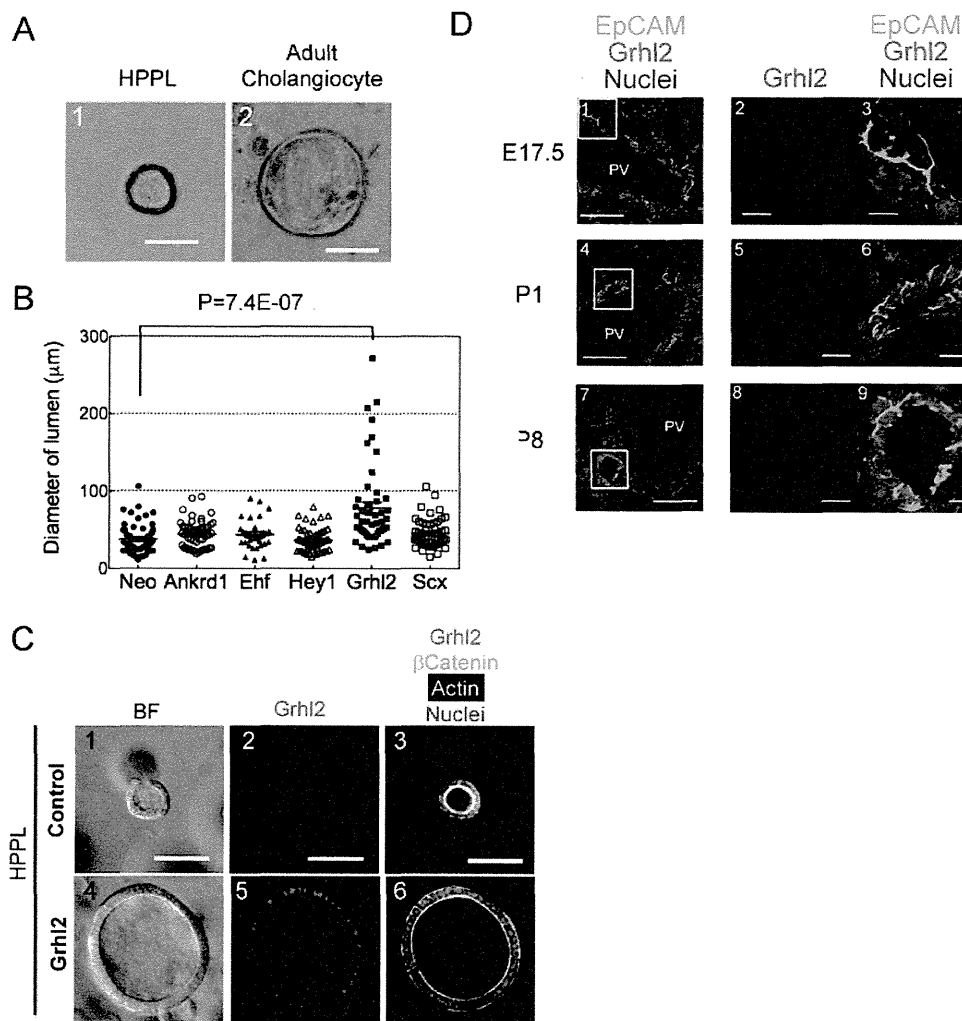 A
HPPL
Adult
Cholangiocyte
1
2
B
P=7.4E-07
Diameter of lumen (μm)
300
200
100
0
Neo
Ankrd1
Ehf
Hey1
Grhl2
Scx
C
Grhl2
βCatenin
Actin
Nuclei
BF
Grhl2
HPPL
Control
1
2
3
Grhl2
4
5
6
D
EpCAM
Grhl2
Nuclei
Grhl2
EpCAM
Grhl2
Nuclei
E17.5
1
PV
2
3
P1
4
PV
5
6
P8
7
PV
8
9